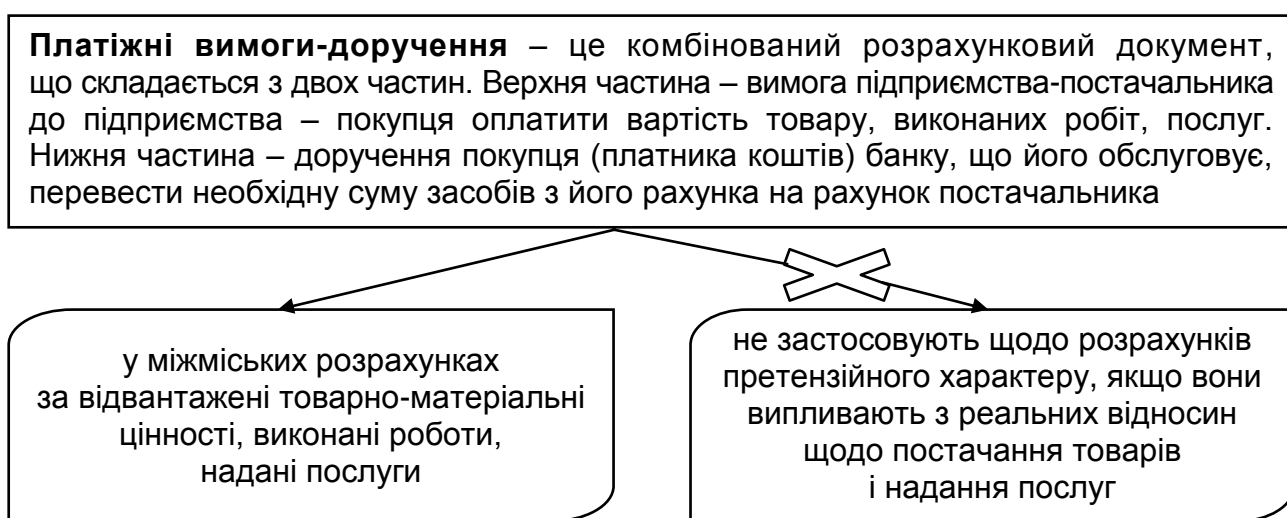 Платіжні вимоги-доручення – це комбінований розрахунковий документ,
що складається з двох частин. Верхня частина – вимога підприємства-постачальника
до підприємства – покупця оплатити вартість товару, виконаних робіт, послуг.
Нижня частина – доручення покупця (платника коштів) банку, що його обслуговує,
перевести необхідну суму засобів з його рахунка на рахунок постачальника
у міжміських розрахунках
за відвантажені товарно-матеріальні
цінності, виконані роботи,
надані послуги
не застосовують щодо розрахунків
претензійного характеру, якщо вони
випливають з реальних відносин
щодо постачання товарів
і надання послуг